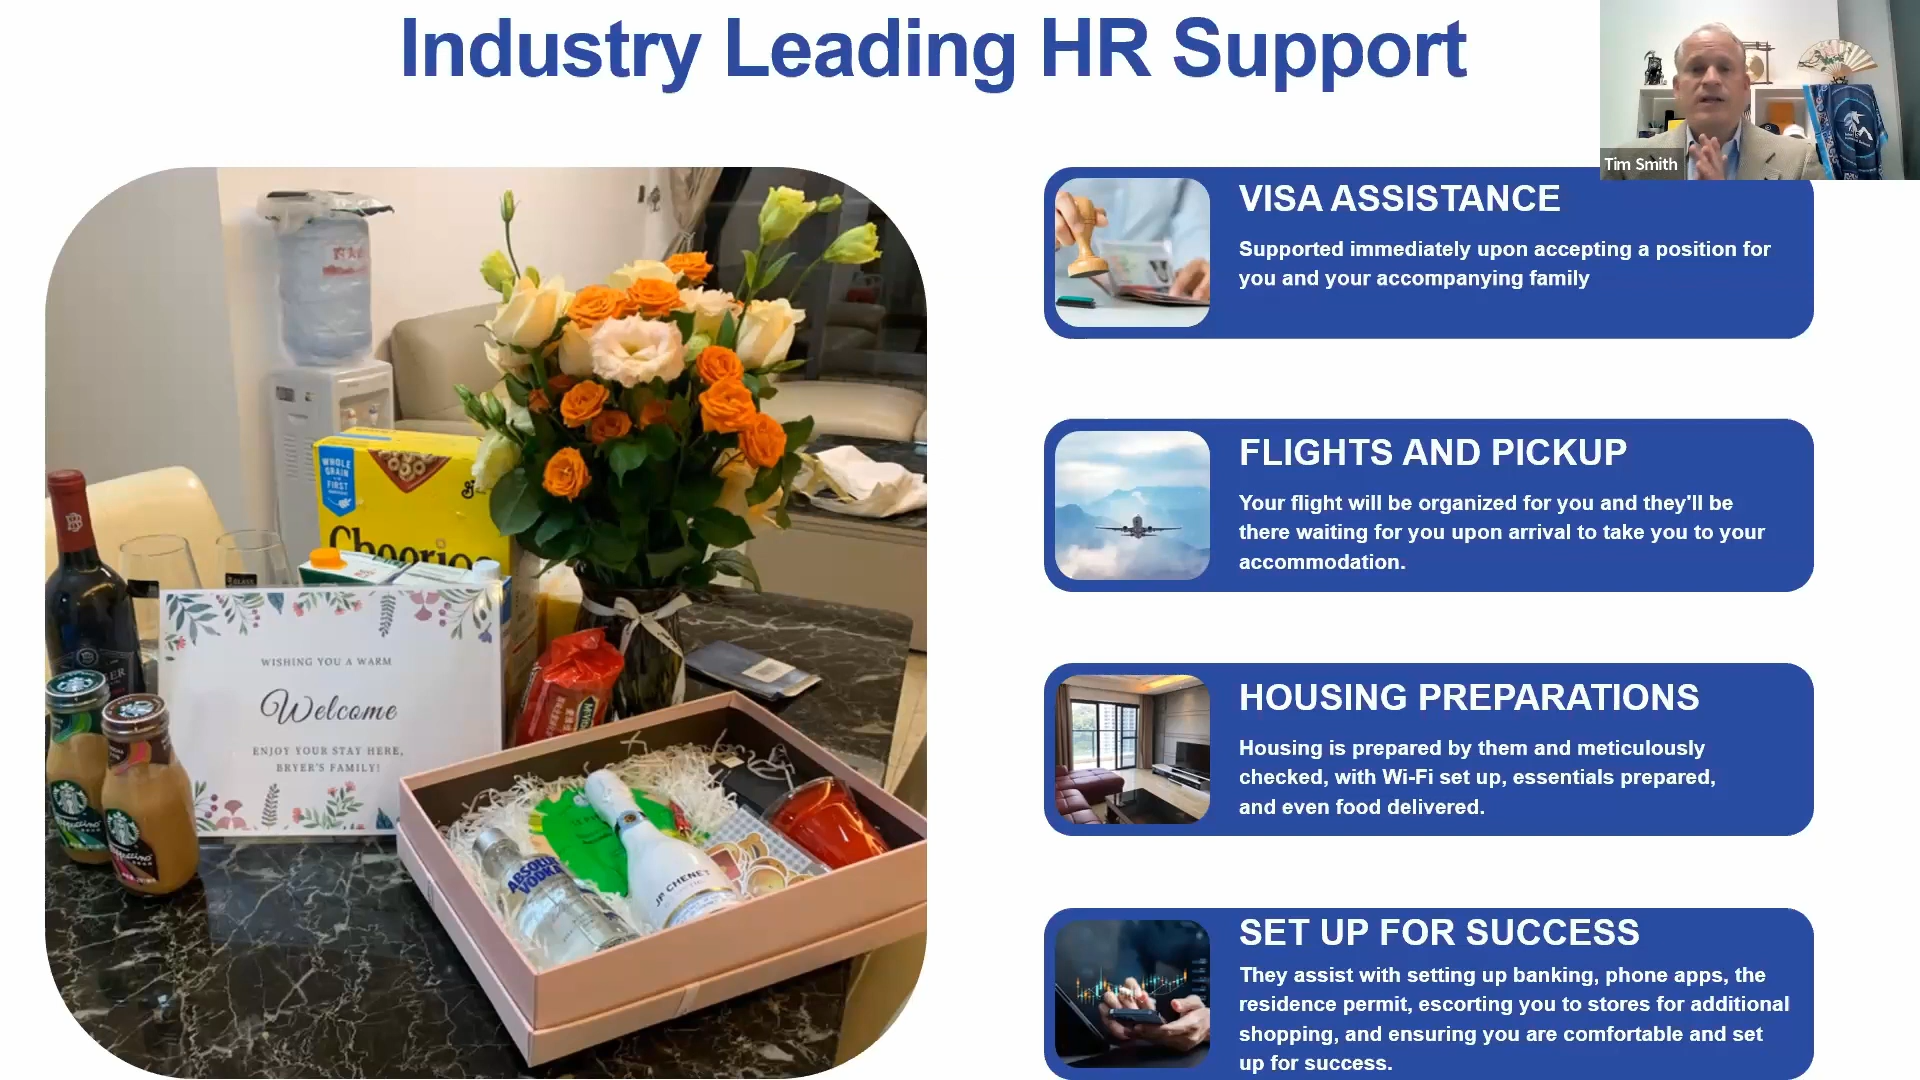 Industry Leading HR Support
Tim Smith
VISA ASSISTANCE
Supported immediately upon accepting a position for
you and your accompanying family
FLIGHTS AND PICKUP
Your flight will be organized for you and they'll be
there waiting for you upon arrival to take you to your
accommodation.
HOUSING PREPARATIONS
Housing is prepared by them and meticulously
checked, with Wi-Fi set up, essentials prepared,
and even food delivered.
SET UP FOR SUCCESS
They assist with setting up banking, phone apps, the
residence permit, escorting you to stores for additional
shopping, and ensuring you are comfortable and set
up for success.
WHOLE
GRAIN
FIRST
Cheerios
WISHING YOU A WARM
Welcome
ENJOY YOUR STAY HERE,
BRYER'S FAMILY!
ABSOLUT
VODKA
JP. CHENET